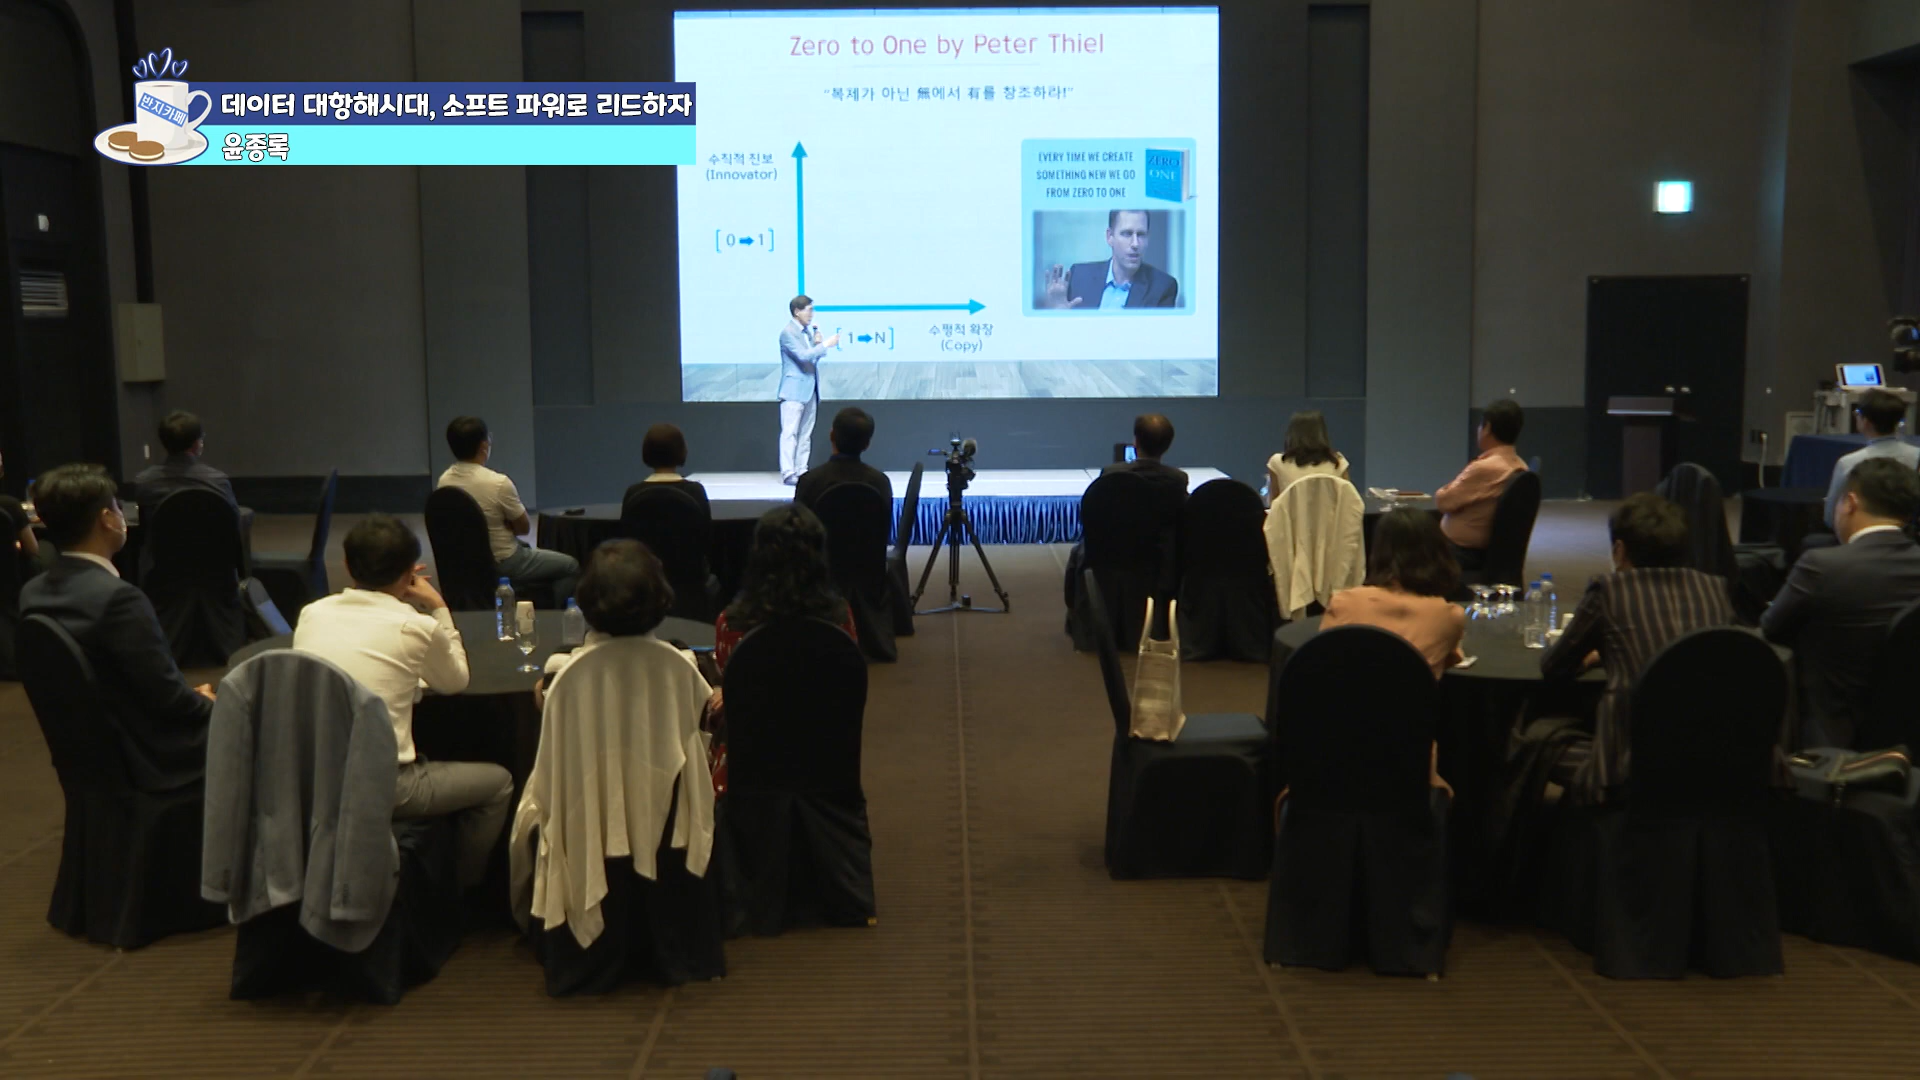 반지카페
데이터 대항해시대, 소프트 파워로 리드하자
윤종록
Zero to One by Peter Thiel
“복제가 아닌 無에서 有를 창조하라!”
수직적 진보
(Innovator)
[ 0 ➡ 1 ]
[ 1 ➡ N ]
수평적 확장
(Copy)
EVERY TIME WE CREATE
SOMETHING NEW WE GO
FROM ZERO TO ONE
ZERO
ONE